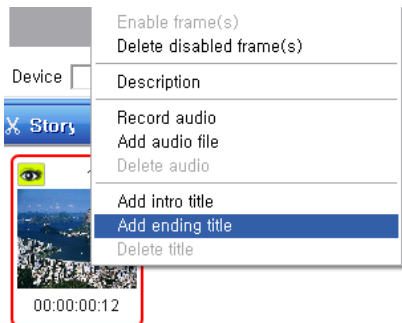 Enable frame(s)
Delete disabled frame(s)
Device
Description
Story
Record audio
Add audio file
Delete audio
Add intro title
Add ending title
Delete title
00:00:00:12